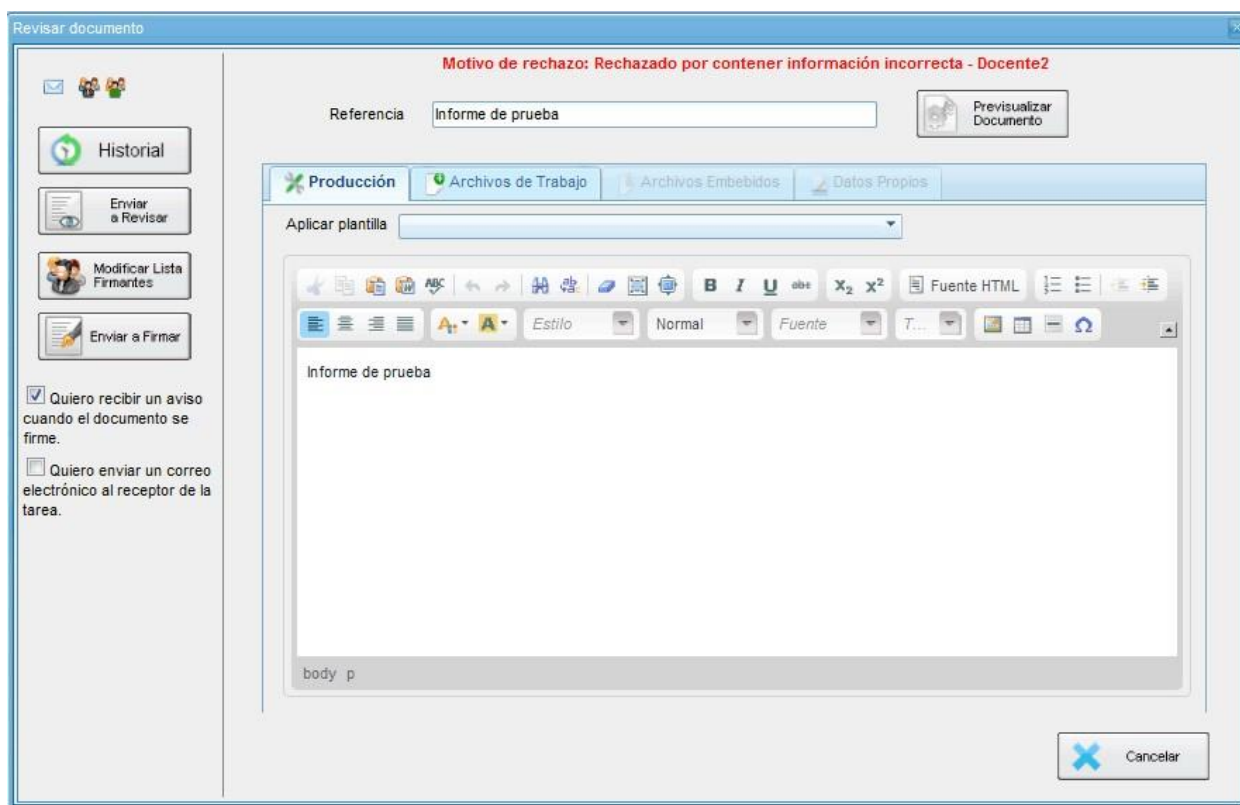 Revisar documento
Motivo de rechazo: Rechazado por contener información incorrecta - Docente2
Referencia
Informe de prueba
Previsualizar
Documento
Historial
Enviar
a Revisar
Modificar Lista
Firmantes
Enviar a Firmar
Quiero recibir un aviso
cuando el documento se
firme.
Quiero enviar un correo
electrónico al receptor de la
tarea.
Producción
Archivos de Trabajo
Archivos Embebidos
Datos Propios
Aplicar plantilla
ABC
B I U abc X₂ X²
Fuente HTML
A A
Estilo
Normal
Fuente
T...
Ω
Informe de prueba
body p
Cancelar